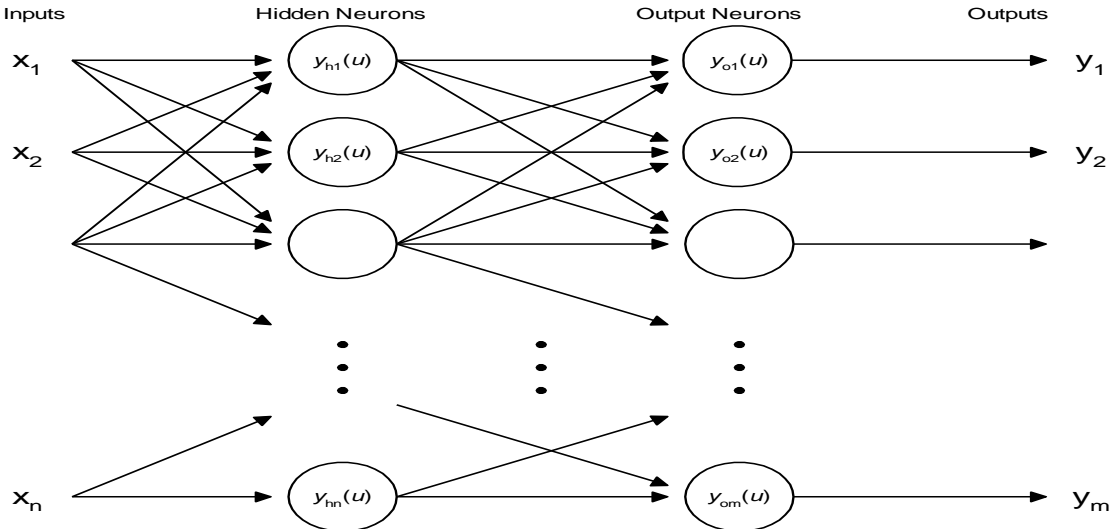 Inputs Hidden Neurons Output Neurons Outputs
x1 yh1(u) yo1(u) y1
x2 yh2(u) yo2(u) y2
xn yhn(u) yom(u) ym